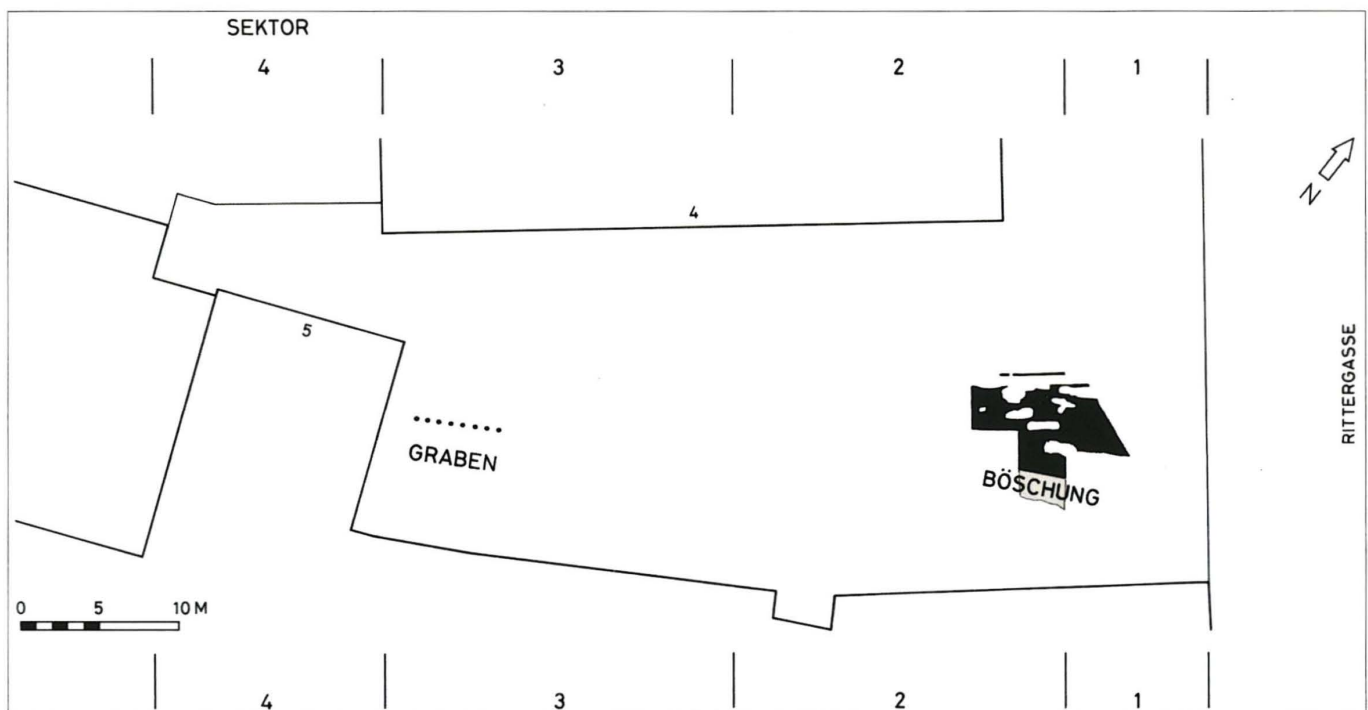 SEKTOR
4 3 2 1
4
N
5
RITTERGASSE
GRABEN
BÖSCHUNG
0 5 10 M
4 3 2 1